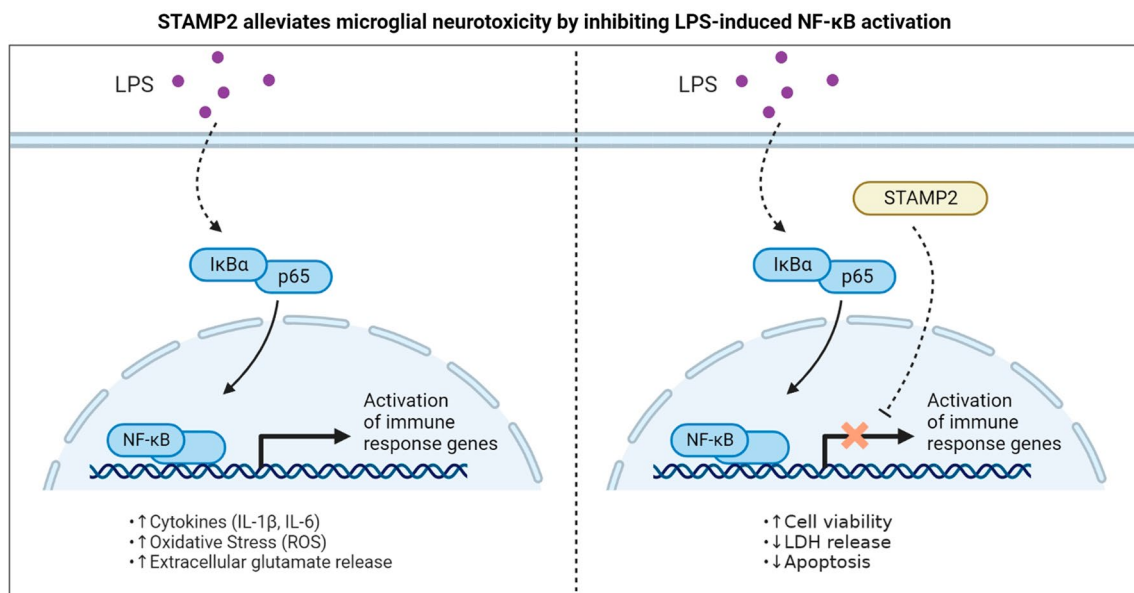 STAMP2 alleviates microglial neurotoxicity by inhibiting LPS-induced NF-κB activation
LPS
IκBα
p65
NF-κB
Activation
of immune
response genes
•↑Cytokines (IL-1β, IL-6)
•↑Oxidative Stress (ROS)
•↑Extracellular glutamate release
LPS
STAMP2
IκBα
p65
NF-κB
Activation
of immune
response genes
•↑Cell viability
•↓LDH release
•↓Apoptosis